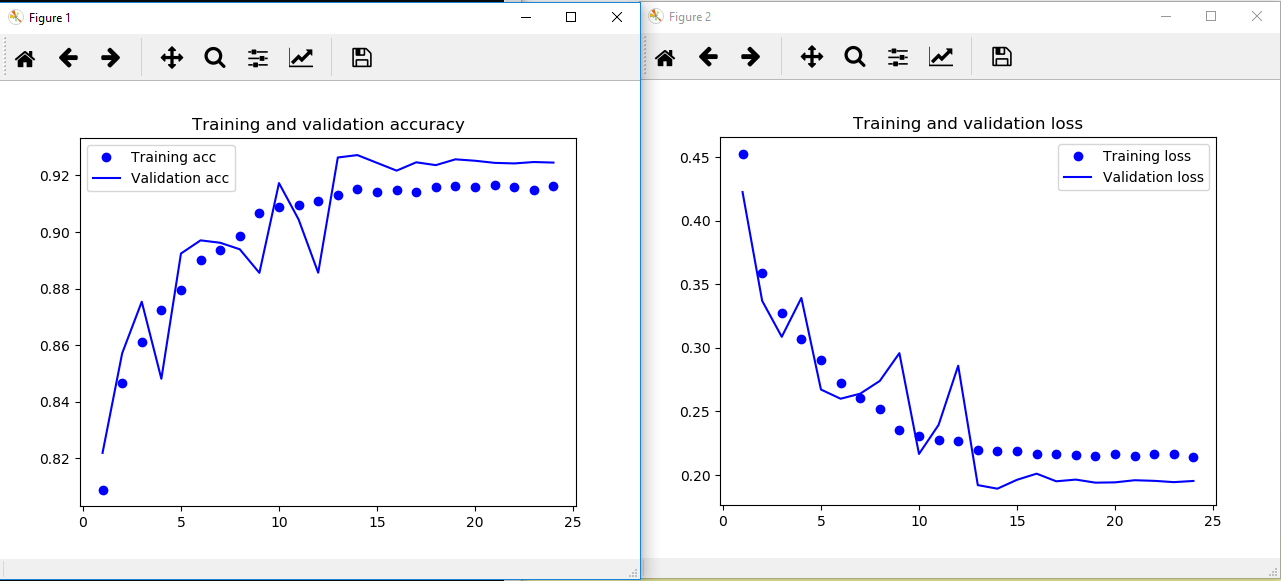 Figure 1
Training and validation accuracy
Training acc
Validation acc
0.92
0.90
0.88
0.86
0.84
0.82
0 5 10 15 20 25
Figure 2
Training and validation loss
Training loss
Validation loss
0.45
0.40
0.35
0.30
0.25
0.20
0 5 10 15 20 25